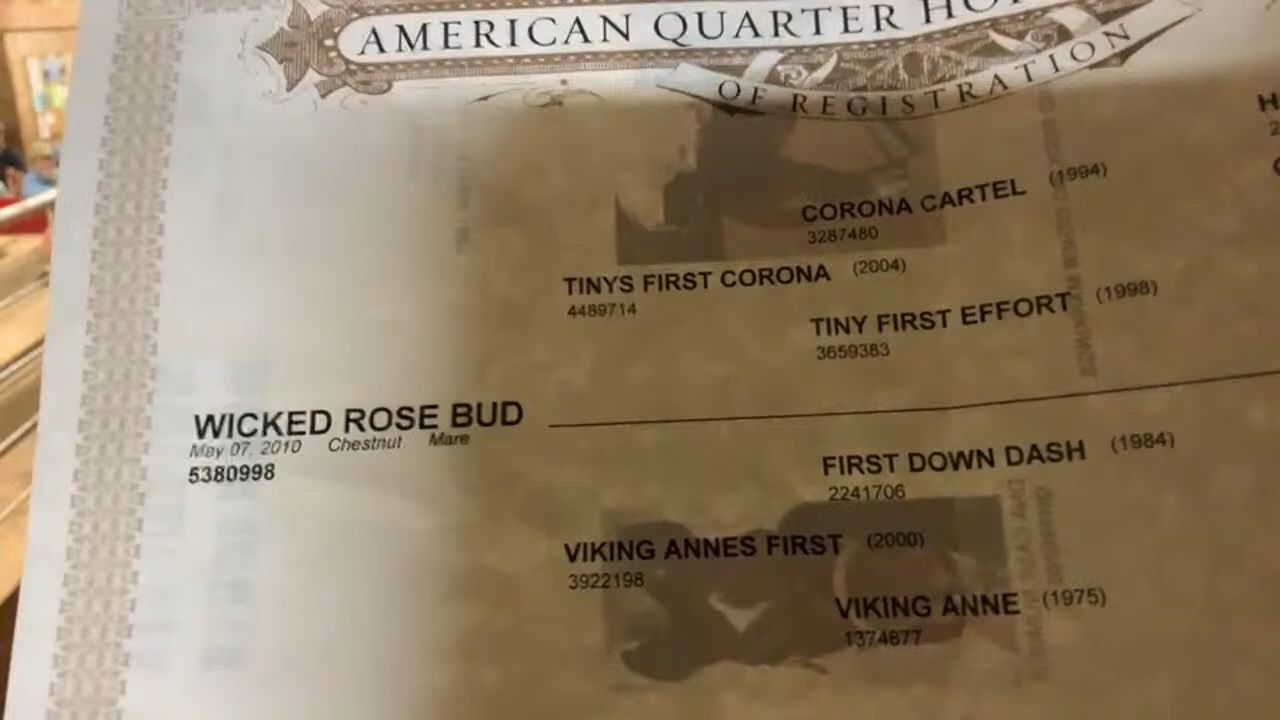 AMERICAN QUARTER
OF REGISTRATION
CORONA CARTEL (1994)
3287480
TINYS FIRST CORONA (2004)
4489714
TINY FIRST EFFORT (1998)
3659383
WICKED ROSE BUD
May 07, 2010 Chestnut Mare
5380998
FIRST DOWN DASH (1984)
2241706
VIKING ANNES FIRST (2000)
3922198
VIKING ANNE (1975)
1374877